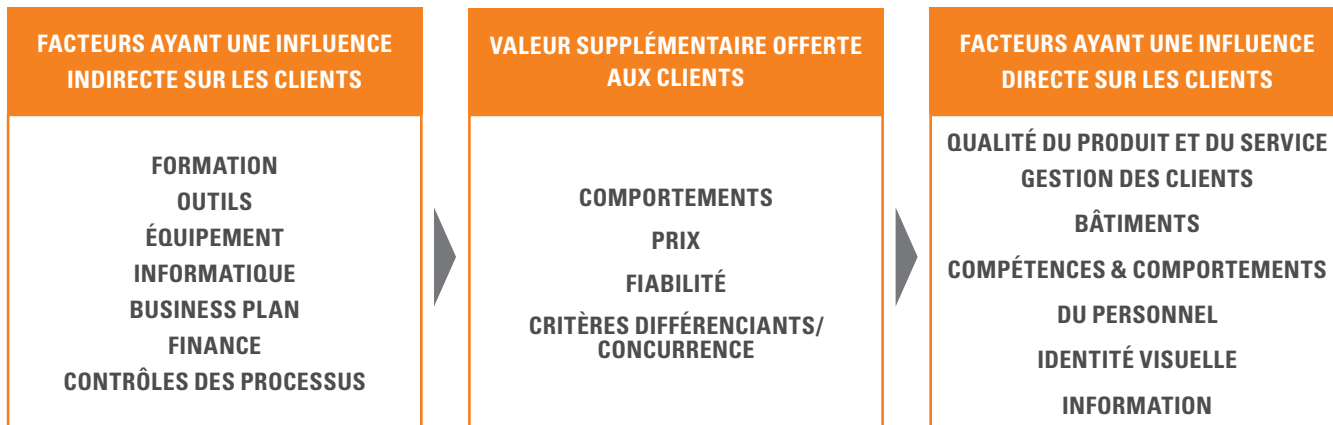 FACTEURS AYANT UNE INFLUENCE
INDIRECTE SUR LES CLIENTS
FORMATION
OUTILS
ÉQUIPEMENT
INFORMATIQUE
BUSINESS PLAN
FINANCE
CONTRÔLES DES PROCESSUS
VALEUR SUPPLÉMENTAIRE OFFERTE
AUX CLIENTS
COMPORTEMENTS
PRIX
FIABILITÉ
CRITÈRES DIFFÉRENCIANTS/
CONCURRENCE
FACTEURS AYANT UNE INFLUENCE
DIRECTE SUR LES CLIENTS
QUALITÉ DU PRODUIT ET DU SERVICE
GESTION DES CLIENTS
BÂTIMENTS
COMPÉTENCES & COMPORTEMENTS
DU PERSONNEL
IDENTITÉ VISUELLE
INFORMATION